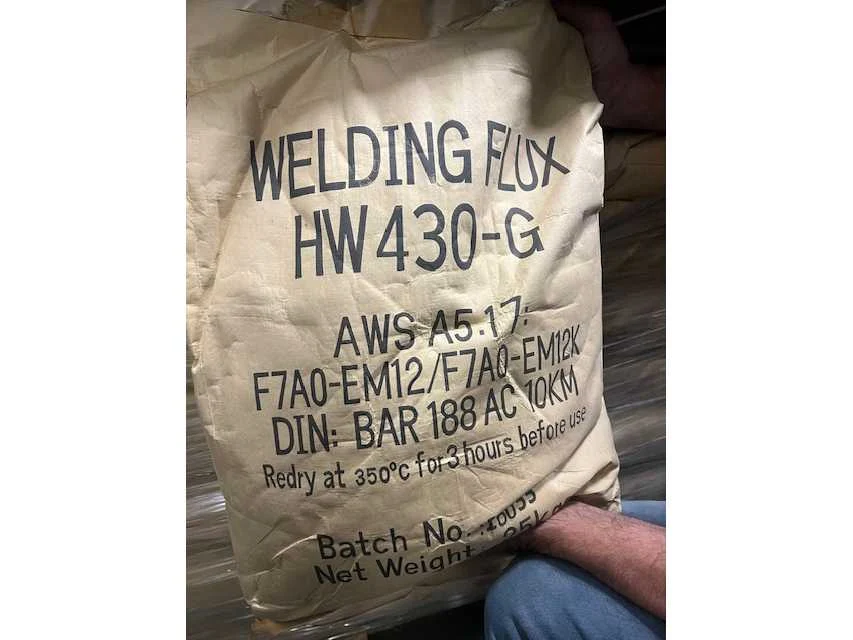 WELDING FLUX
HW430-G
AWS A5.17:
F7A0-EM12/F7A0-EM12K
DIN: BAR 188 AC 10KM
Redry at 350°C for 3 hours before use
Batch No.:
Net Weight